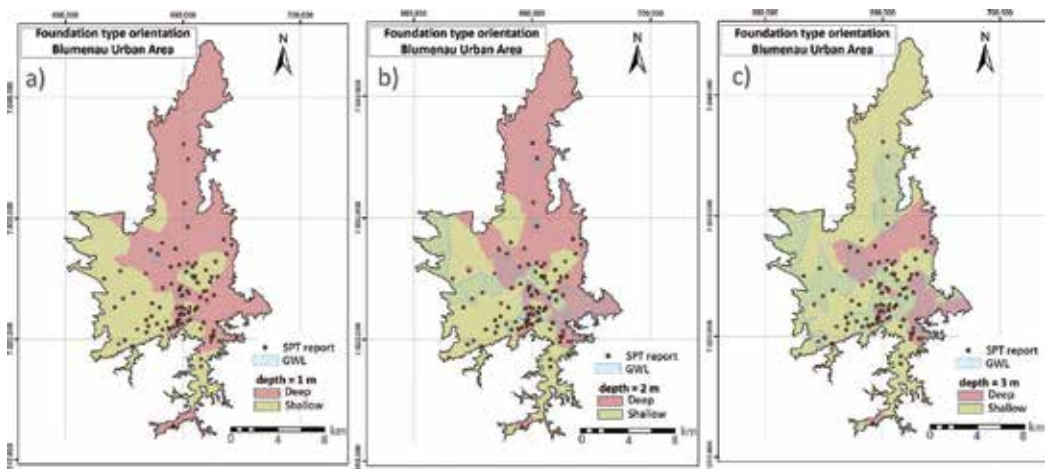 Foundation type orientation
Blumenau Urban Area
N
a)
SPT report
GWL
depth = 1 m
Deep
Shallow
0 4 8
km
Foundation type orientation
Blumenau Urban Area
N
b)
SPT report
GWL
depth = 2 m
Deep
Shallow
0 4 8
km
Foundation type orientation
Blumenau Urban Area
N
c)
SPT report
GWL
depth = 3 m
Deep
Shallow
0 4 8
km